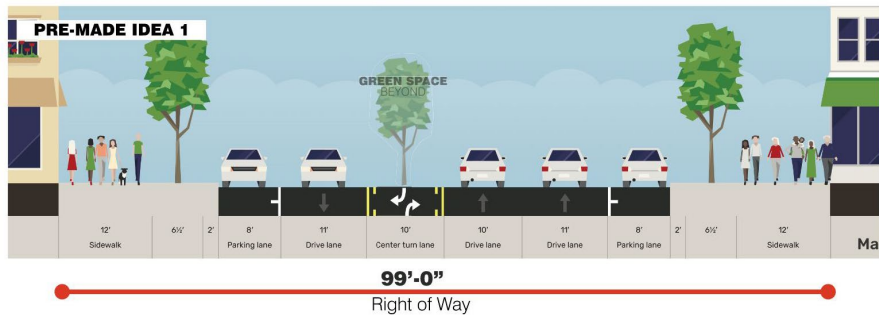 PRE-MADE IDEA 1
GREEN SPACE
BEYOND
12' 6½' 2' 8' 11' 10' 10' 11' 8' 2' 6½' 12'
Sidewalk Parking lane Drive lane Center turn lane Drive lane Drive lane Parking lane Sidewalk
Ma
99'-0"
Right of Way